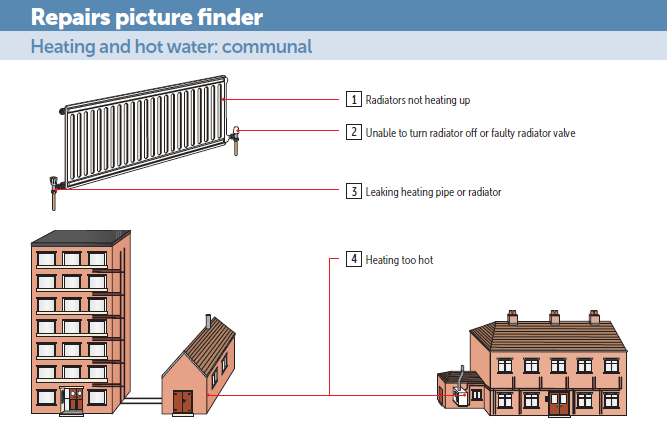 Repairs picture finder
Heating and hot water: communal
1 Radiators not heating up
2 Unable to turn radiator off or faulty radiator valve
3 Leaking heating pipe or radiator
4 Heating too hot